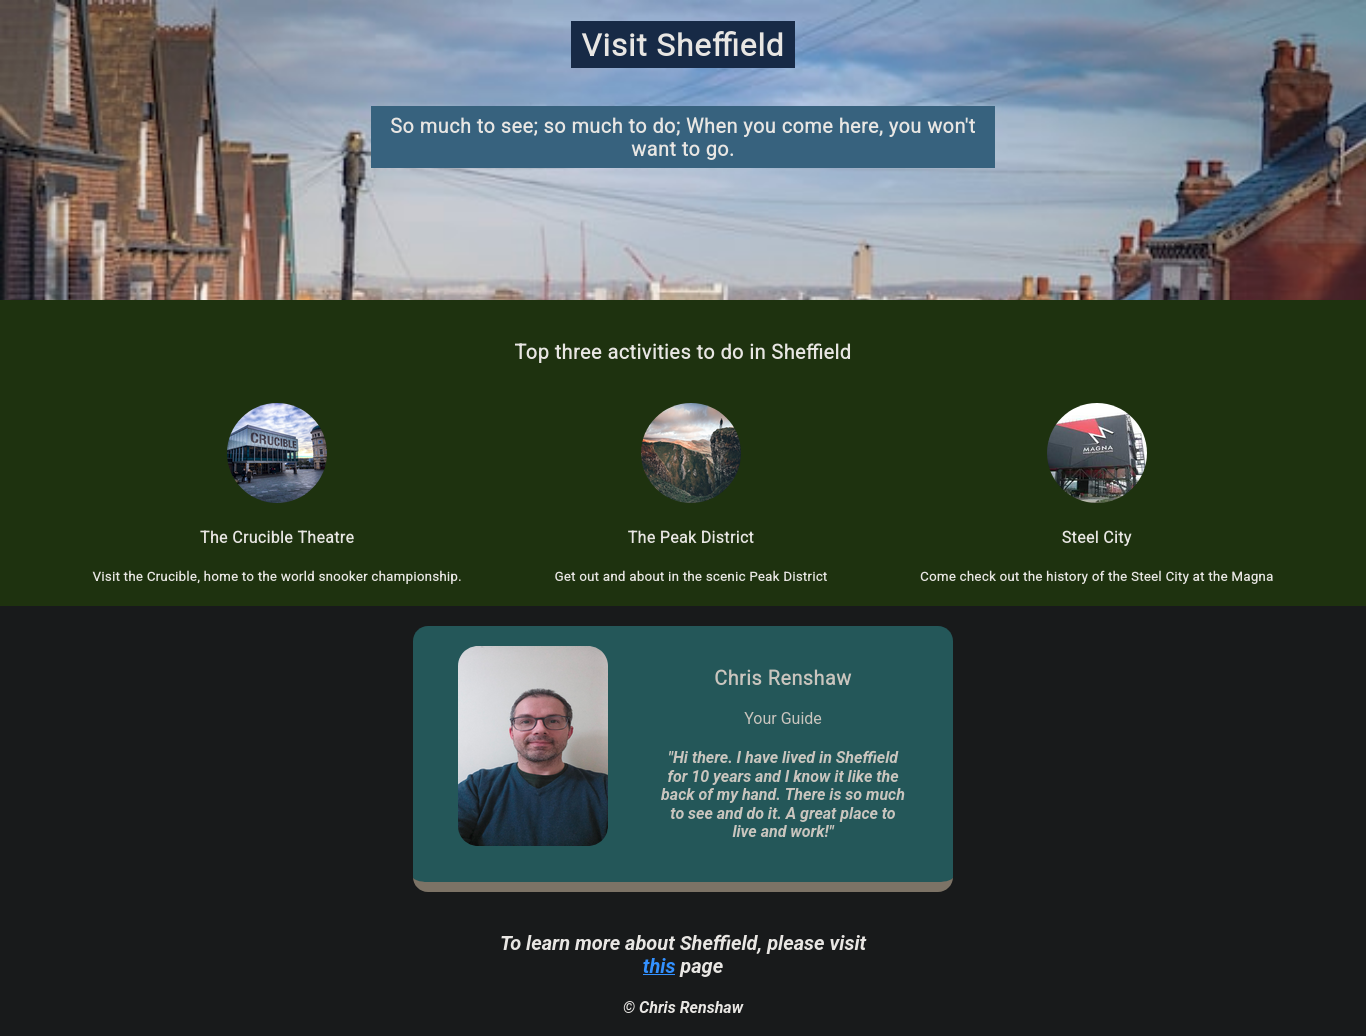 Visit Sheffield
So much to see; so much to do; When you come here, you won't
want to go.
Top three activities to do in Sheffield
CRUCIBLE
MAGNA
The Crucible Theatre
The Peak District
Steel City
Visit the Crucible, home to the world snooker championship.
Get out and about in the scenic Peak District
Come check out the history of the Steel City at the Magna
Chris Renshaw
Your Guide
"Hi there. I have lived in Sheffield
for 10 years and I know it like the
back of my hand. There is so much
to see and do it. A great place to
live and work!"
To learn more about Sheffield, please visit
this page
© Chris Renshaw